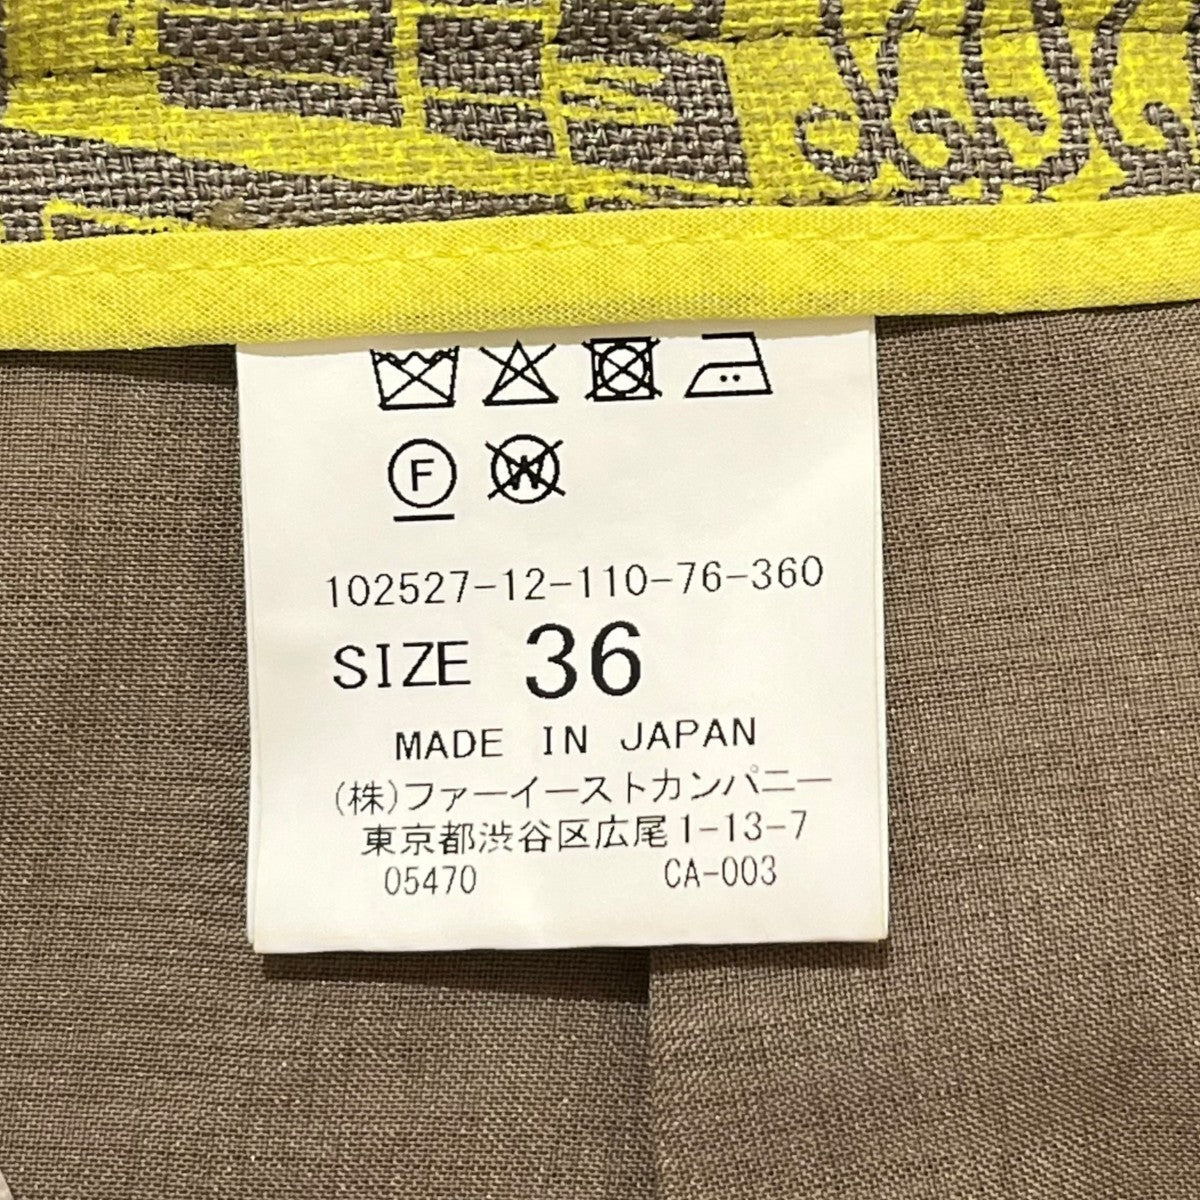 F W
102527-12-110-76-360
SIZE 36
MADE IN JAPAN
(株)ファーイーストカンパニー
東京都渋谷区広尾1-13-7
05470 CA-003